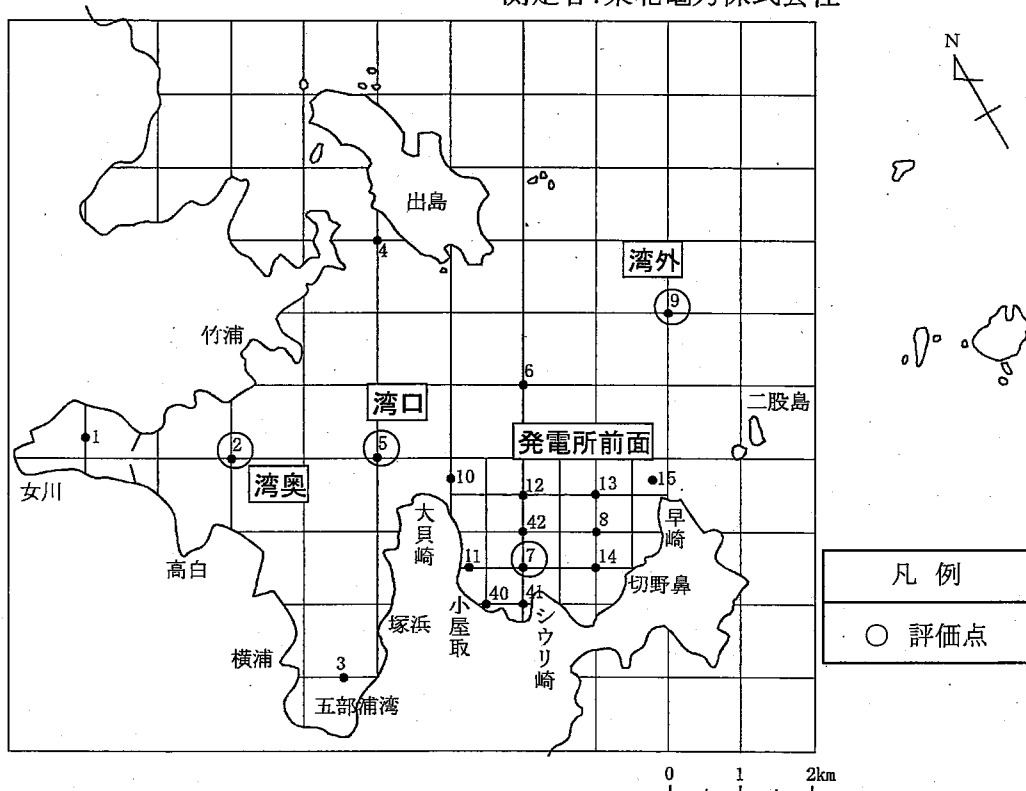 測定者:東北電力株式会社
N
出島
4
湾外
9
竹浦
6
湾口
二股島
発電所前面
1
2
5
湾奥
10
12
13
15
女川
大貝崎
42
8
早崎
高白
11
7
14
切野鼻
凡 例
○ 評価点
40
41
小屋取
塚浜
シウリ崎
横浦
3
五部浦湾
0 1 2km